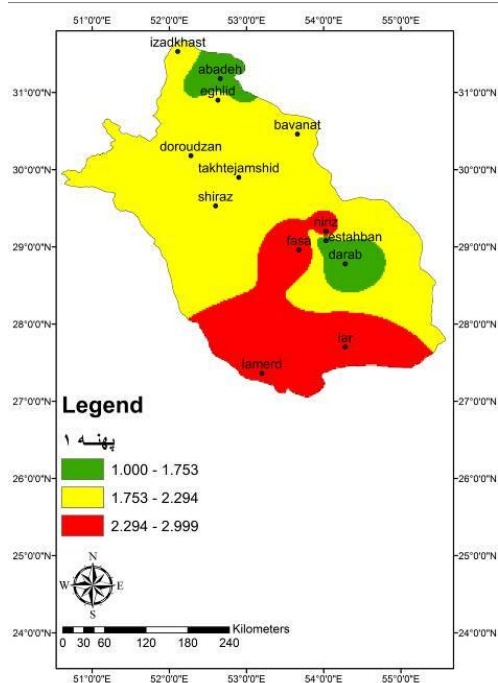 51°0'0"E 52°0'0"E 53°0'0"E 54°0'0"E 55°0'0"E
izadkhast
abadeh
31°0'0"N 31°0'0"N
eghlid
bavanat
doroudzan
30°0'0"N 30°0'0"N
takhtejamshid
shiraz
niriz
estahban
29°0'0"N 29°0'0"N
fasa
darab
28°0'0"N 28°0'0"N
lar
lamerd
27°0'0"N 27°0'0"N
Legend
پهنه ۱
26°0'0"N 26°0'0"N
1.000 - 1.753
1.753 - 2.294
2.294 - 2.999
25°0'0"N 25°0'0"N
N
W E
S
Kilometers
0 30 60 120 180 240
24°0'0"N 24°0'0"N
51°0'0"E 52°0'0"E 53°0'0"E 54°0'0"E 55°0'0"E